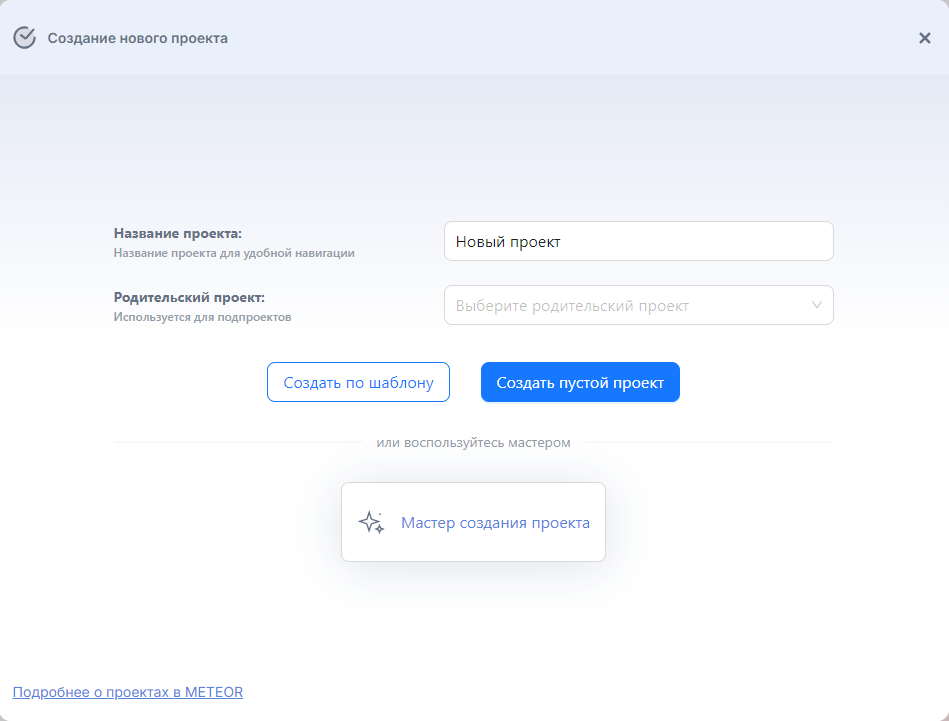 Создание нового проекта
Название проекта:
Новый проект
Название проекта для удобной навигации
Родительский проект:
Выберите родительский проект
Используется для подпроектов
Создать по шаблону
Создать пустой проект
или воспользуйтесь мастером
Мастер создания проекта
Подробнее о проектах в METEOR